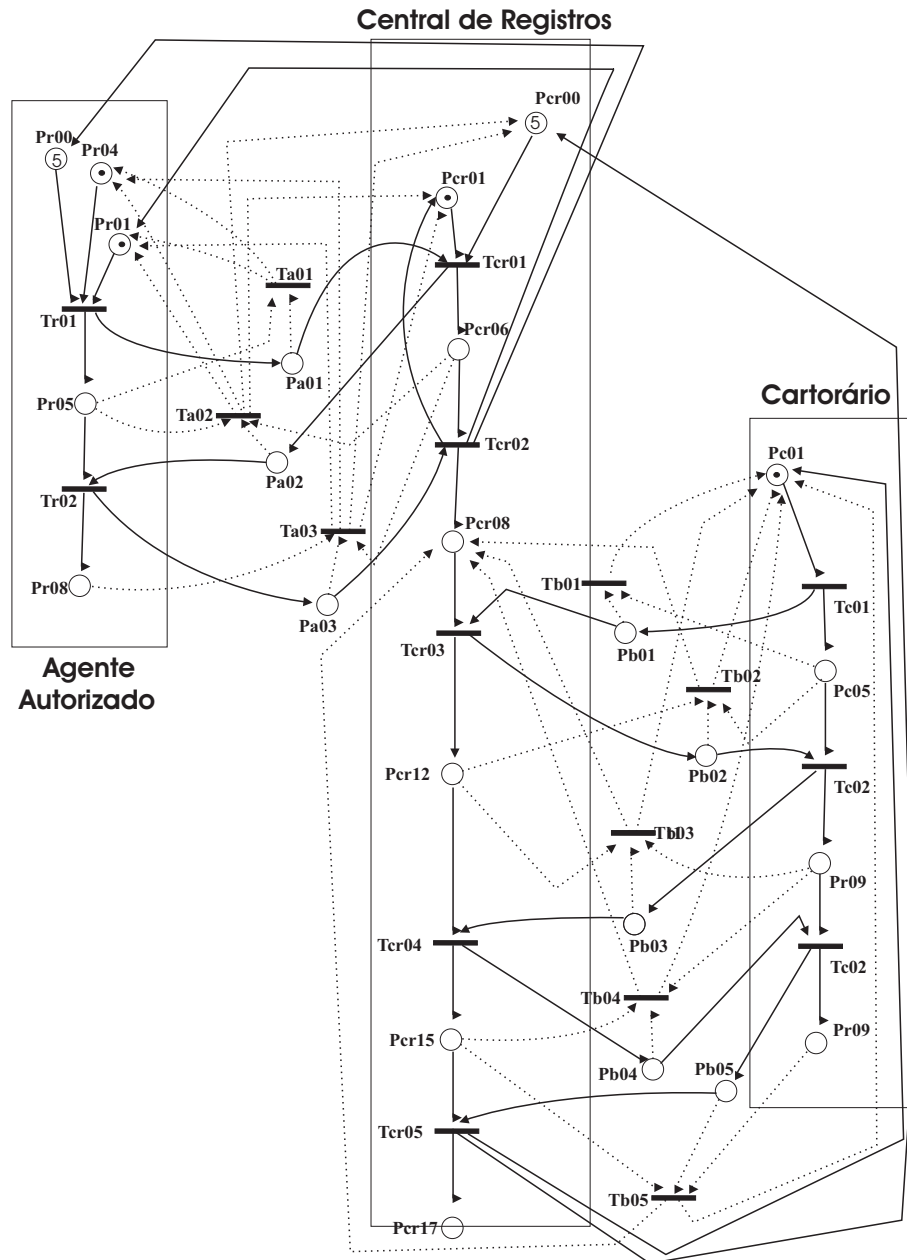 Central de Registros
Pcr00
5
Pr00
5
Pr04
Pcr01
Pr01
Ta01
Tcr01
Tr01
Pcr06
Pa01
Pr05
Ta02
Cartorário
Tcr02
Pa02
Pc01
Tr02
Pcr08
Ta03
Pr08
Tb01
Tc01
Pa03
Tcr03
Pb01
Agente
Autorizado
Tb02
Pc05
Pcr12
Pb02
Tc02
Tb03
Pr09
Pb03
Tcr04
Tc02
Tb04
Pcr15
Pr09
Pb04
Pb05
Tcr05
Tb05
Pcr17